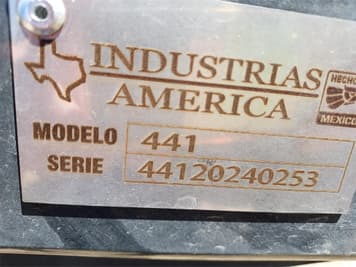 INDUSTRIAS
AMERICA
HECHO
MEXICO
MODELO 441
SERIE 44120240253